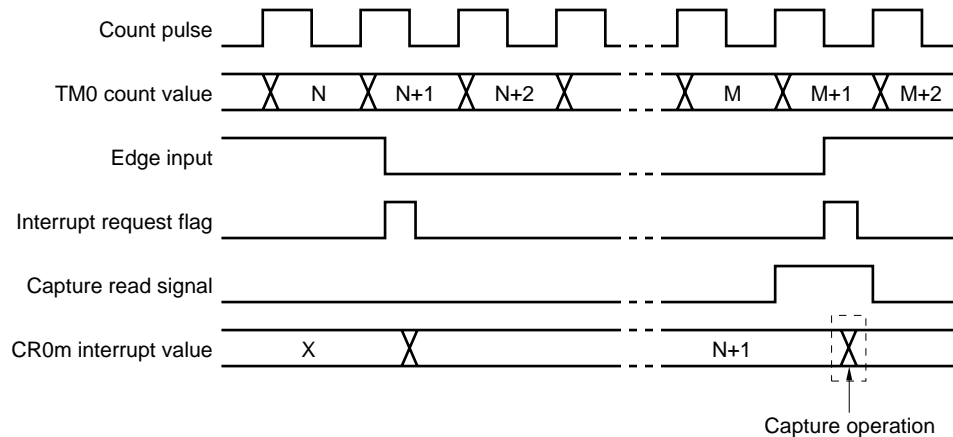 Count pulse
TM0 count value N N+1 N+2 M M+1 M+2
Edge input
Interrupt request flag
Capture read signal
CR0m interrupt value X N+1
Capture operation